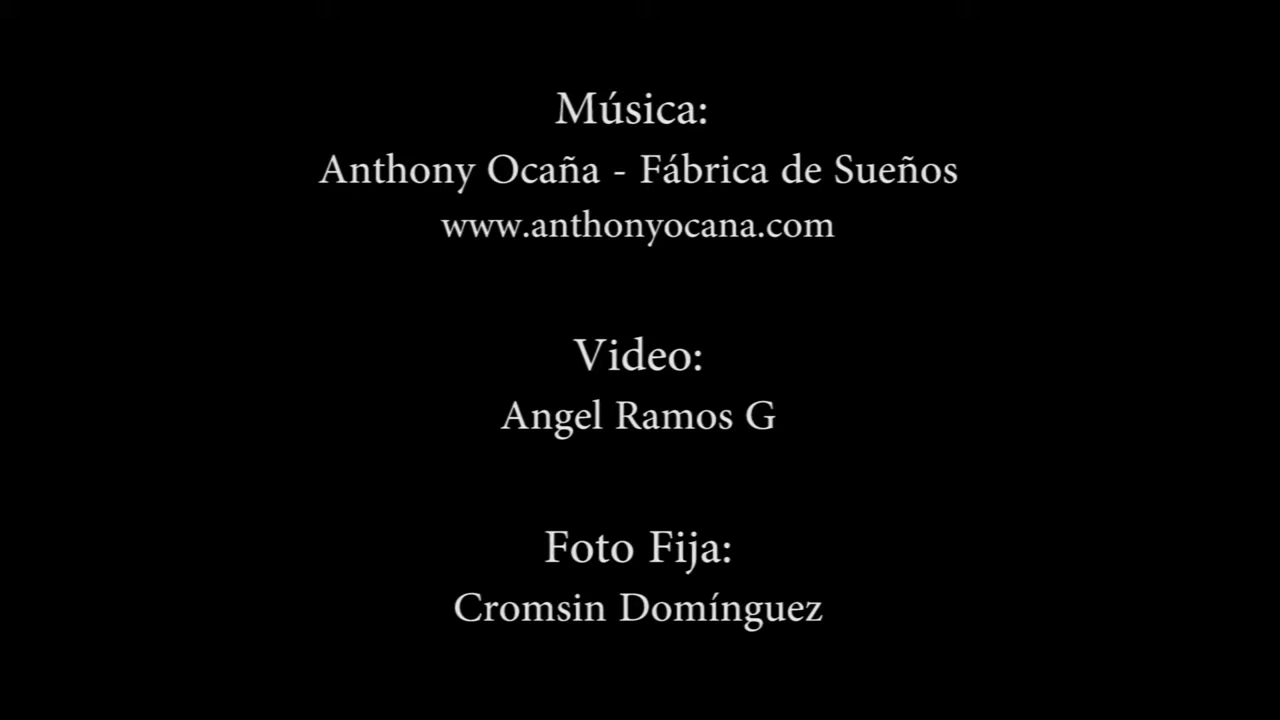 Música:
Anthony Ocaña - Fábrica de Sueños
www.anthonyocana.com
Video:
Angel Ramos G
Foto Fija:
Cromsin Domínguez